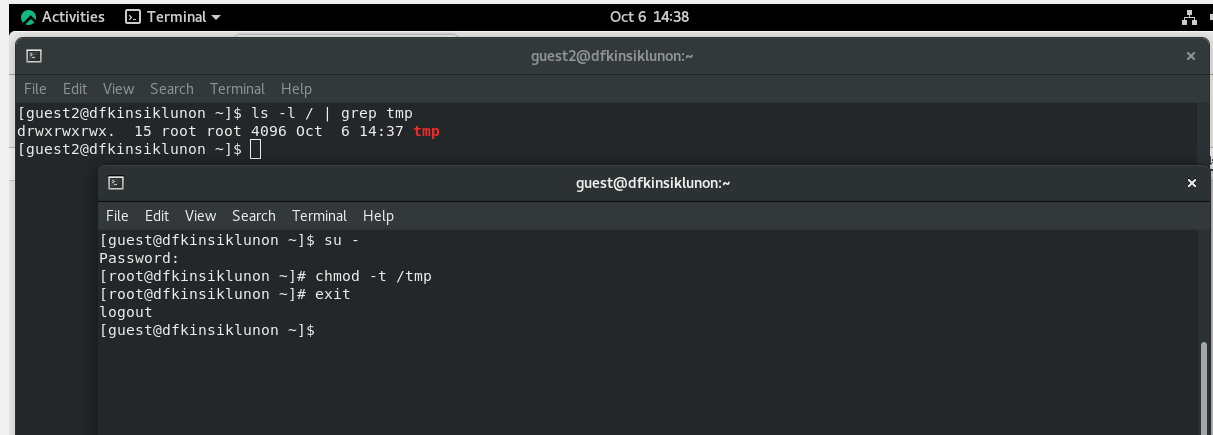 Activities Terminal Oct 6 14:38
guest2@dfkinsiklunon:~
File Edit View Search Terminal Help
[guest2@dfkinsiklunon ~]$ ls -l / | grep tmp
drwxrwxrwx.  15 root root 4096 Oct  6 14:37 tmp
[guest2@dfkinsiklunon ~]$
guest@dfkinsiklunon:~
File Edit View Search Terminal Help
[guest@dfkinsiklunon ~]$ su -
Password:
[root@dfkinsiklunon ~]# chmod -t /tmp
[root@dfkinsiklunon ~]# exit
logout
[guest@dfkinsiklunon ~]$